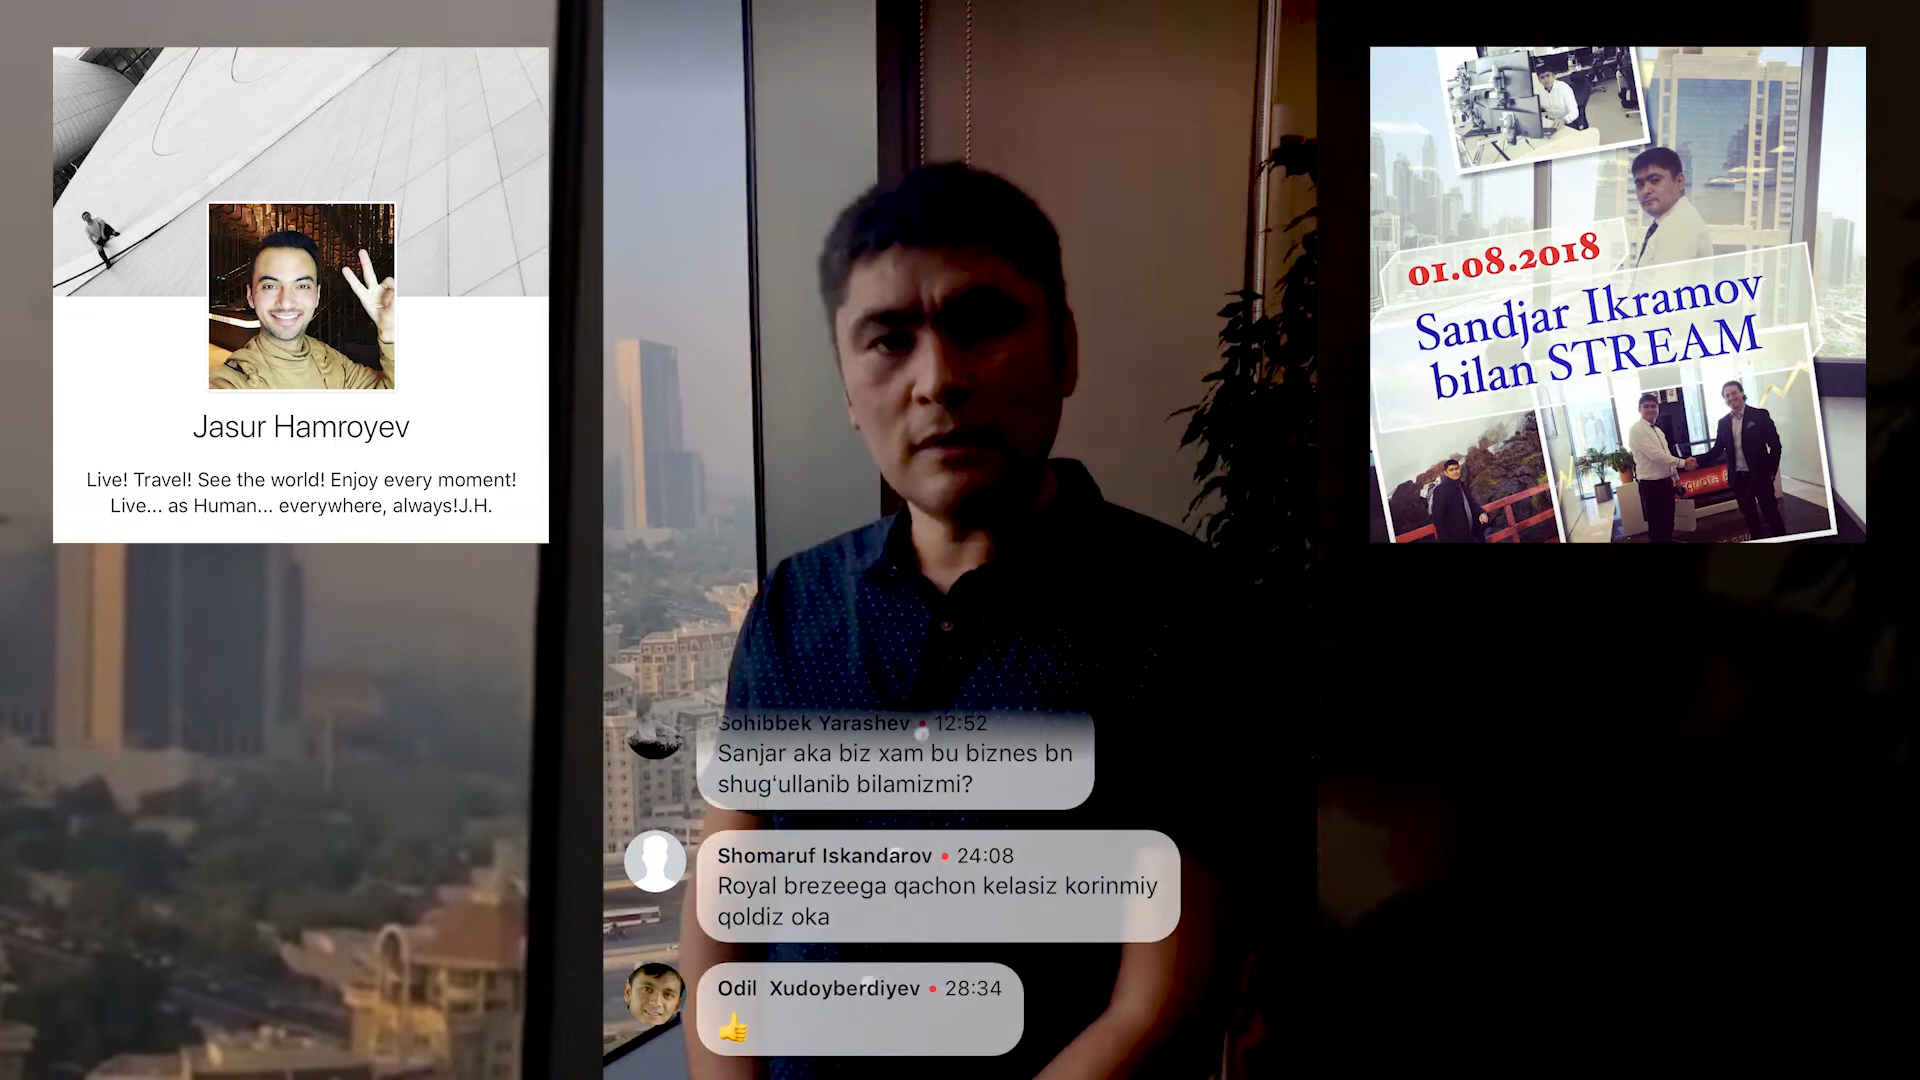 Jasur Hamroyev
Live! Travel! See the world! Enjoy every moment!
Live... as Human... everywhere, always!J.H.
01.08.2018
Sandjar Ikramov
bilan STREAM
Sohibbek Yarashev • 12:52
Sanjar aka biz xam bu biznes bn
shugʻullanib bilamizmi?
Shomaruf Iskandarov • 24:08
Royal brezeega qachon kelasiz korinmiy
qoldiz oka
Odil Xudoyberdiyev • 28:34
👍